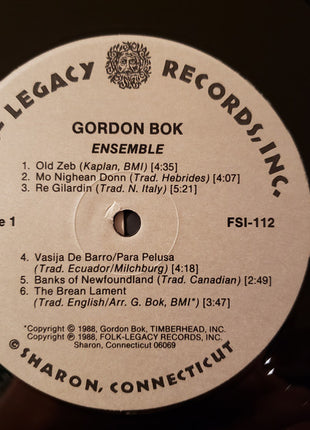 LEGACY RECORDS, INC.
GORDON BOK
ENSEMBLE
1. Old Zeb (Kaplan, BMI) [4:35]
2. Mo Nighean Donn (Trad. Hebrides) [4:07]
3. Re Gilardin (Trad. N. Italy) [5:21]
e 1
FSI-112
4. Vasija De Barro/Para Pelusa
(Trad. Ecuador/Milchburg) [4:18]
5. Banks of Newfoundland (Trad. Canadian) [2:49]
6. The Brean Lament
(Trad. English/Arr. G. Bok, BMI*) [3:47]
*Copyright © 1988, Gordon Bok, TIMBERHEAD, INC.
Copyright ℗ 1988, FOLK-LEGACY RECORDS, INC.
Sharon, Connecticut 06069
© SHARON, CONNECTICUT